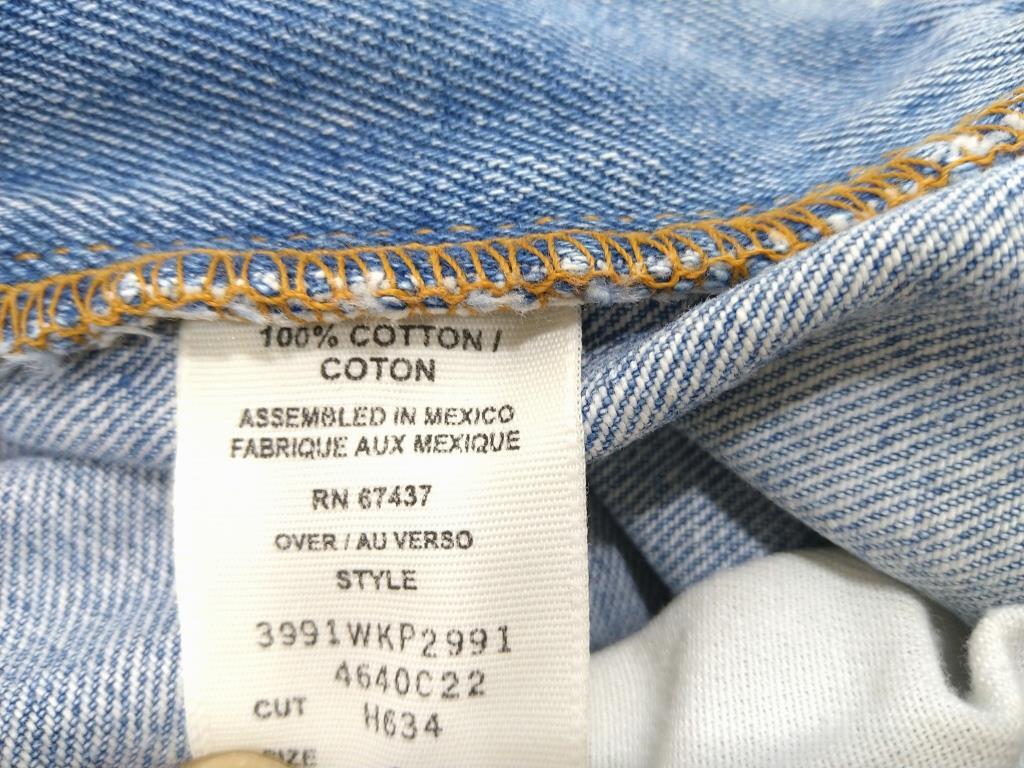 100% COTTON /
COTON
ASSEMBLED IN MEXICO
FABRIQUE AUX MEXIQUE
RN 67437
OVER / AU VERSO
STYLE
3991WKP2991
4640C22
CUT H634
SIZE